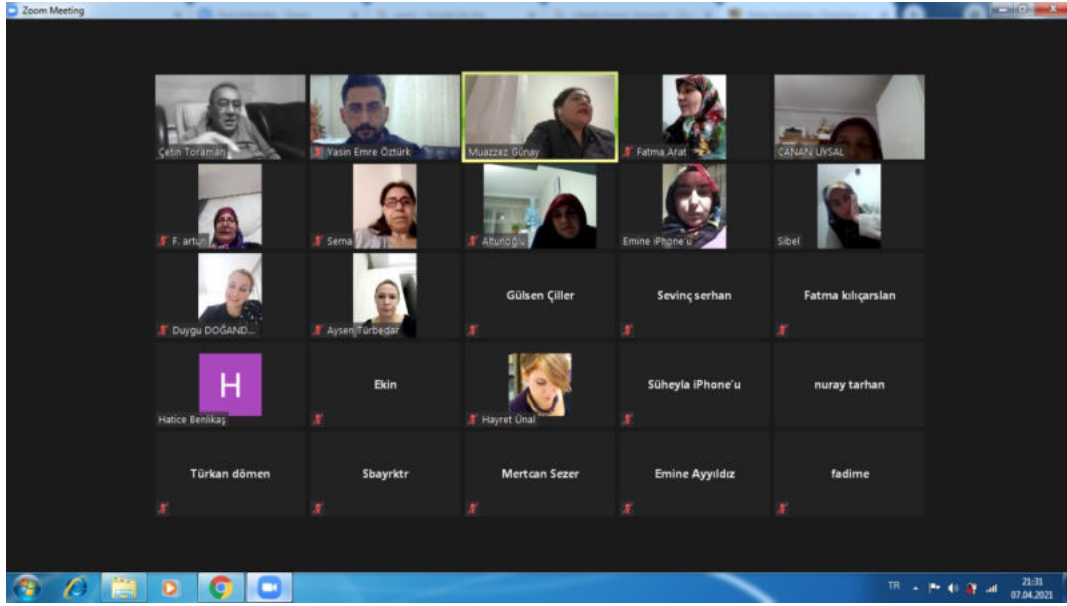 Zoom Meeting
Çetin Toraman
Yasin Emre Öztürk
Muazzez Günay
Fatma Arat
CANAN UYSAL
F. artun
Sema
Altunoğlu
Emine iPhone'u
Sibel
Duygu DOĞAND...
Aysen Türbedar
Gülsen Çiller
Sevinç serhan
Fatma kılıçarslan
H
Hatice Benlikaş
Ekin
Hayret Ünal
Süheyla iPhone'u
nuray tarhan
Türkan dömen
Sbayrktr
Mertcan Sezer
Emine Ayyıldız
fadime
TR
21:31
07.04.2021